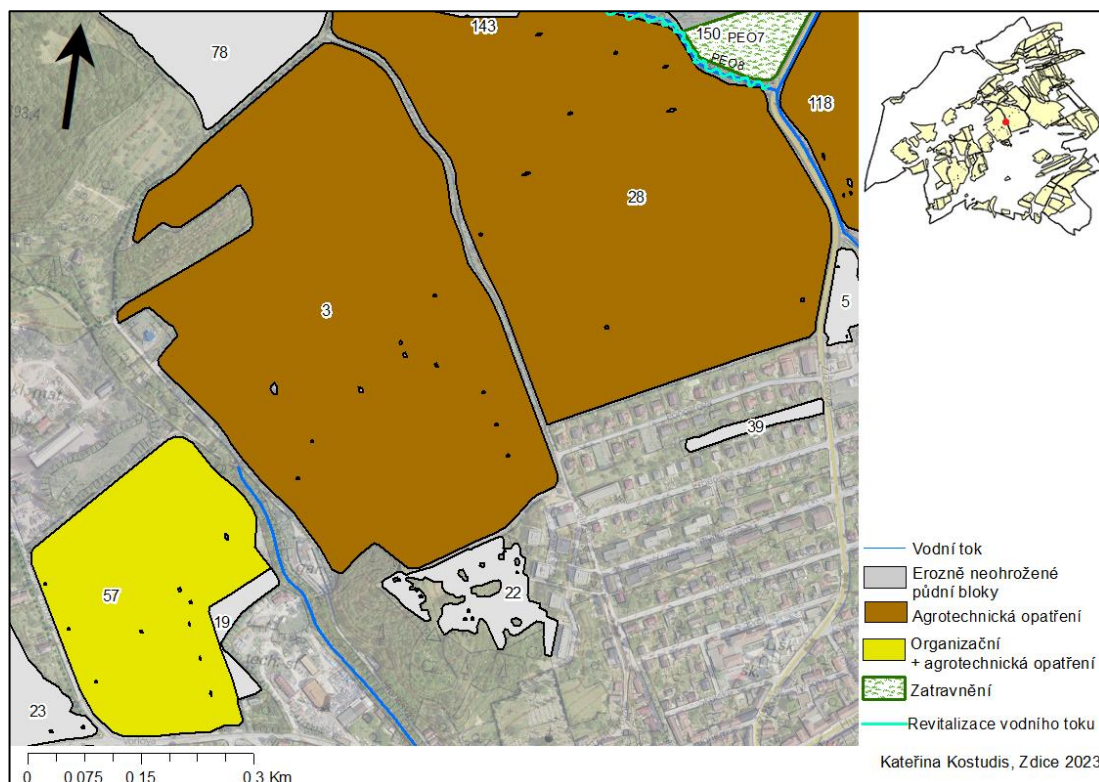 143
78
150
PEO7
PEO8
118
28
5
3
39
57
22
19
23
0 0,075 0,15 0,3 Km
Vodní tok
Erozně neohrožené
půdní bloky
Agrotechnická opatření
Organizační
+ agrotechnická opatření
Zatravnění
Revitalizace vodního toku
Kateřina Kostudis, Zdice 2023